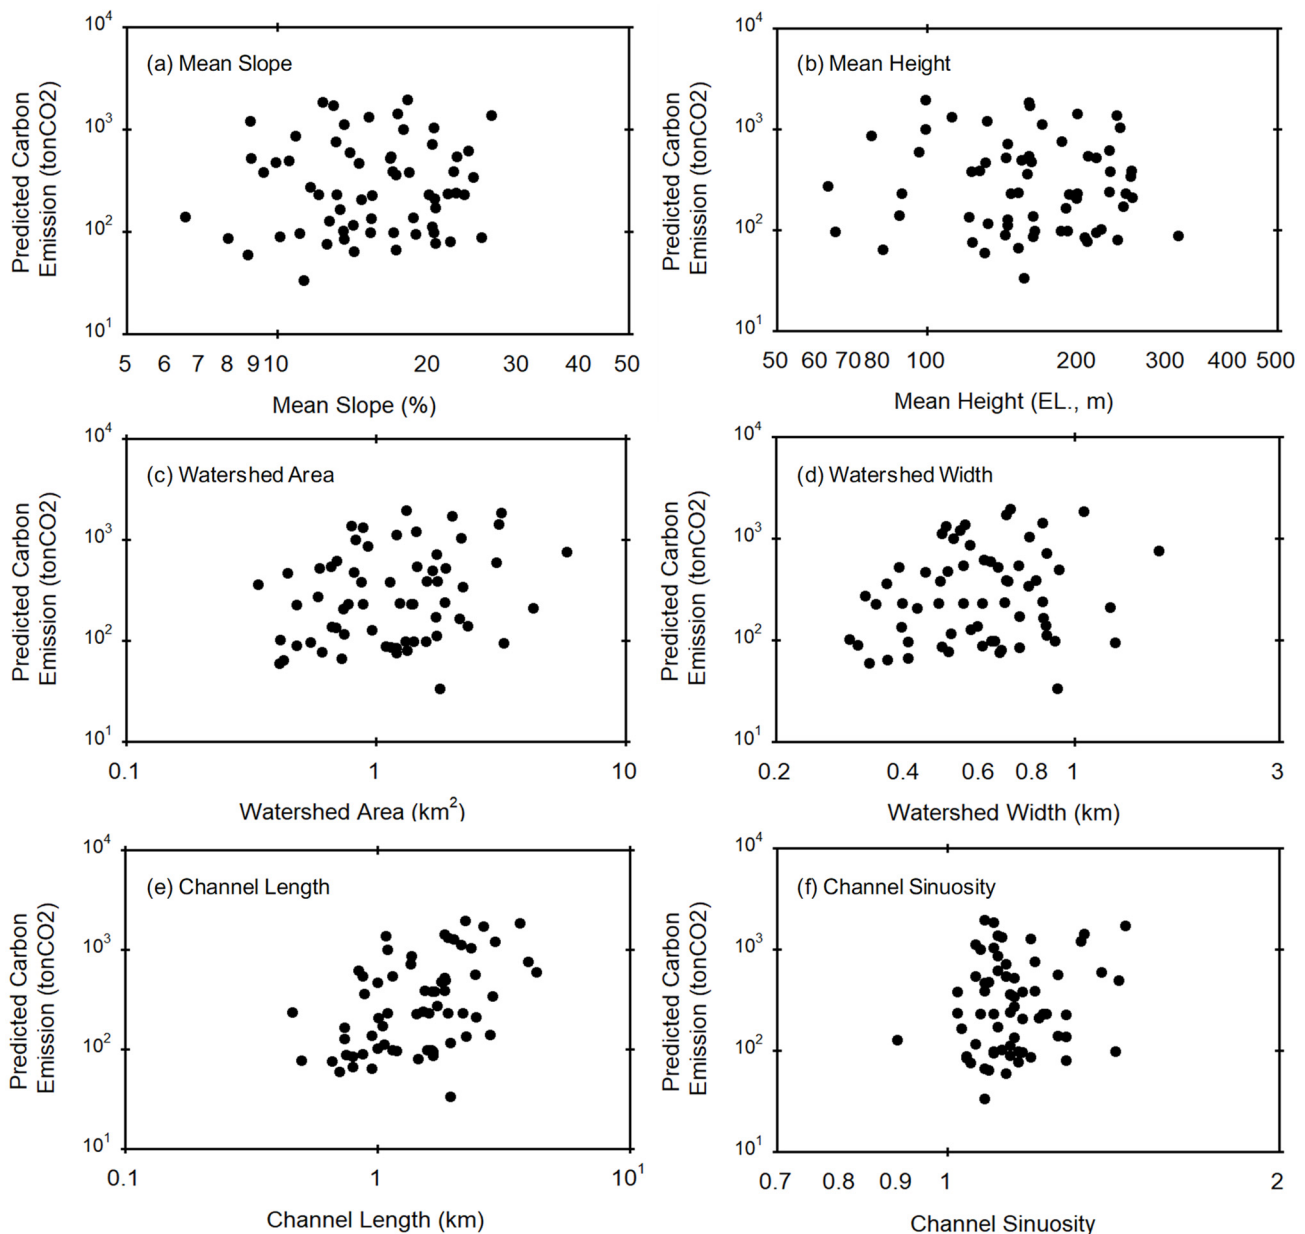 10^4
10^4
(a) Mean Slope
(b) Mean Height
Predicted Carbon
Emission (tonCO2)
Predicted Carbon
Emission (tonCO2)
10^3
10^3
10^2
10^2
10^1
10^1
5 6 7 8 9 10 20 30 40 50
50 60 70 80 100 200 300 400 500
Mean Slope (%)
Mean Height (EL., m)
10^4
10^4
(c) Watershed Area
(d) Watershed Width
Predicted Carbon
Emission (tonCO2)
Predicted Carbon
Emission (tonCO2)
10^3
10^3
10^2
10^2
10^1
10^1
0.1 1 10
0.2 0.4 0.6 0.8 1 3
Watershed Area (km^2)
Watershed Width (km)
10^4
10^4
(e) Channel Length
(f) Channel Sinuosity
Predicted Carbon
Emission (tonCO2)
Predicted Carbon
Emission (tonCO2)
10^3
10^3
10^2
10^2
10^1
10^1
0.1 1 10^1
0.7 0.8 0.9 1 2
Channel Length (km)
Channel Sinuosity